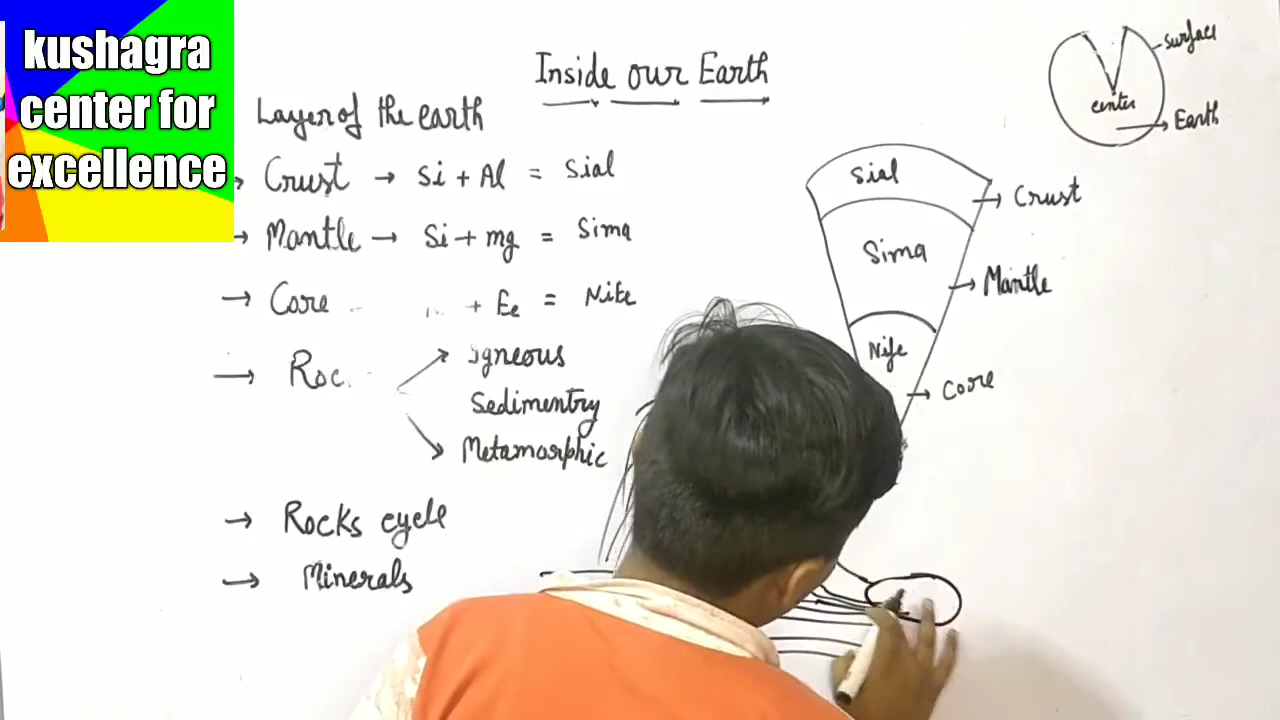 kushagra
center for
excellence
Inside our Earth
Layer of the earth
→ Crust → Si + Al = Sial
→ Mantle → Si + mg = Sima
→ Core + Fe = Nife
→ Roc
Igneous
Sedimentry
Metamorphic
→ Rocks cycle
→ Minerals
surface
center
Earth
Sial
Crust
Sima
Mantle
Nife
Core